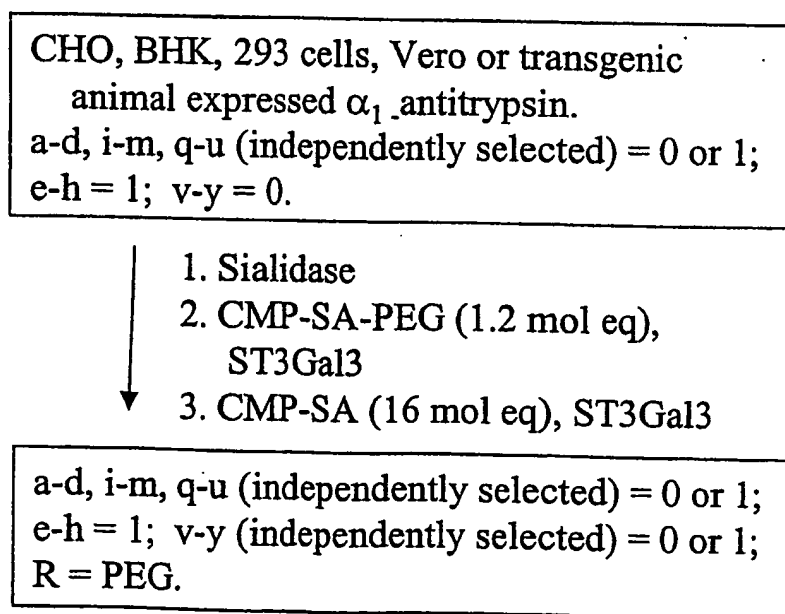 CHO, BHK, 293 cells, Vero or transgenic
animal expressed α₁ -antitrypsin.
a-d, i-m, q-u (independently selected) = 0 or 1;
e-h = 1; v-y = 0.
1. Sialidase
2. CMP-SA-PEG (1.2 mol eq),
ST3Gal3
3. CMP-SA (16 mol eq), ST3Gal3
a-d, i-m, q-u (independently selected) = 0 or 1;
e-h = 1; v-y (independently selected) = 0 or 1;
R = PEG.